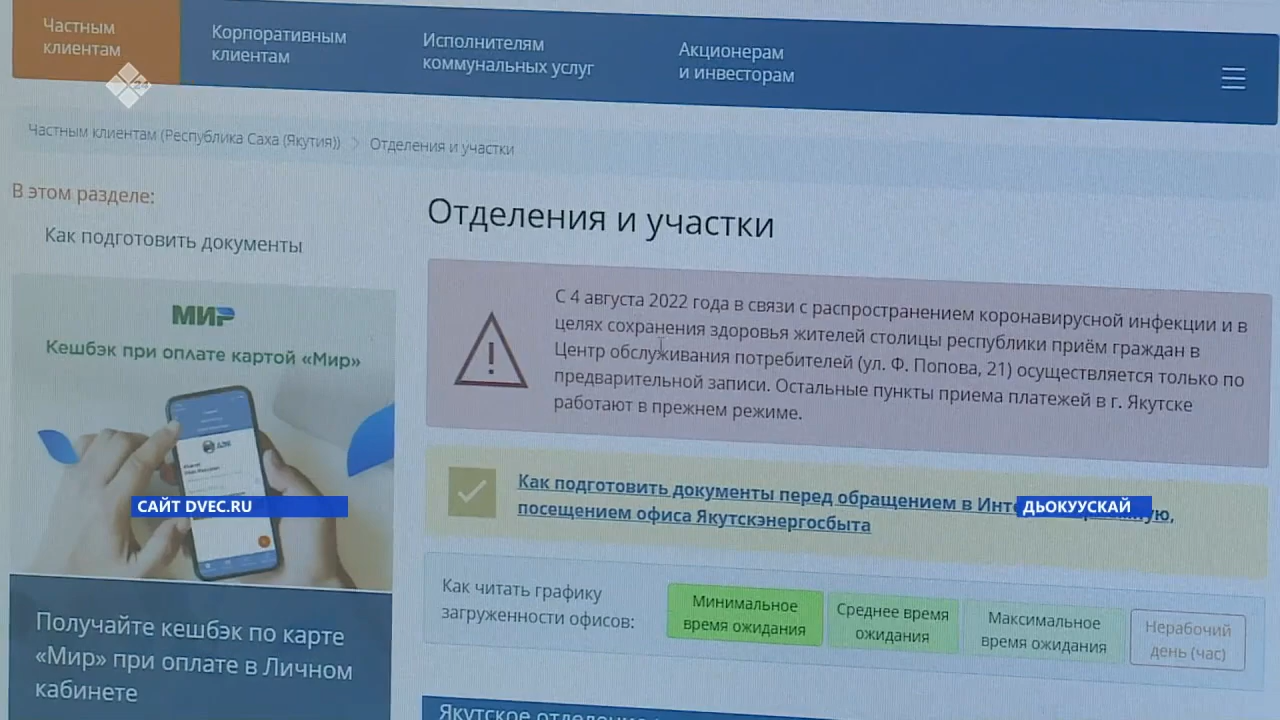 Частным
клиентам
Корпоративным
клиентам
Исполнителям
коммунальных услуг
Акционерам
и инвесторам
24
Частным клиентам (Республика Саха (Якутия))
Отделения и участки
В этом разделе:
Как подготовить документы
МИР
Кешбэк при оплате картой «Мир»
Получайте кешбэк по карте
«Мир» при оплате в Личном
кабинете
Отделения и участки
С 4 августа 2022 года в связи с распространением коронавирусной инфекции и в
целях сохранения здоровья жителей столицы республики приём граждан в
Центр обслуживания потребителей (ул. Ф. Попова, 21) осуществляется только по
предварительной записи. Остальные пункты приема платежей в г. Якутске
работают в прежнем режиме.
Как подготовить документы перед обращением в
посещением офиса Якутскэнергосбыта
САЙТ DVEC.RU
ДЬОКУУСКАЙ
Как читать графику
загруженности офисов:
Минимальное
время ожидания
Среднее время
ожидания
Максимальное
время ожидания
Нерабочий
день (час)
Якутское отделение